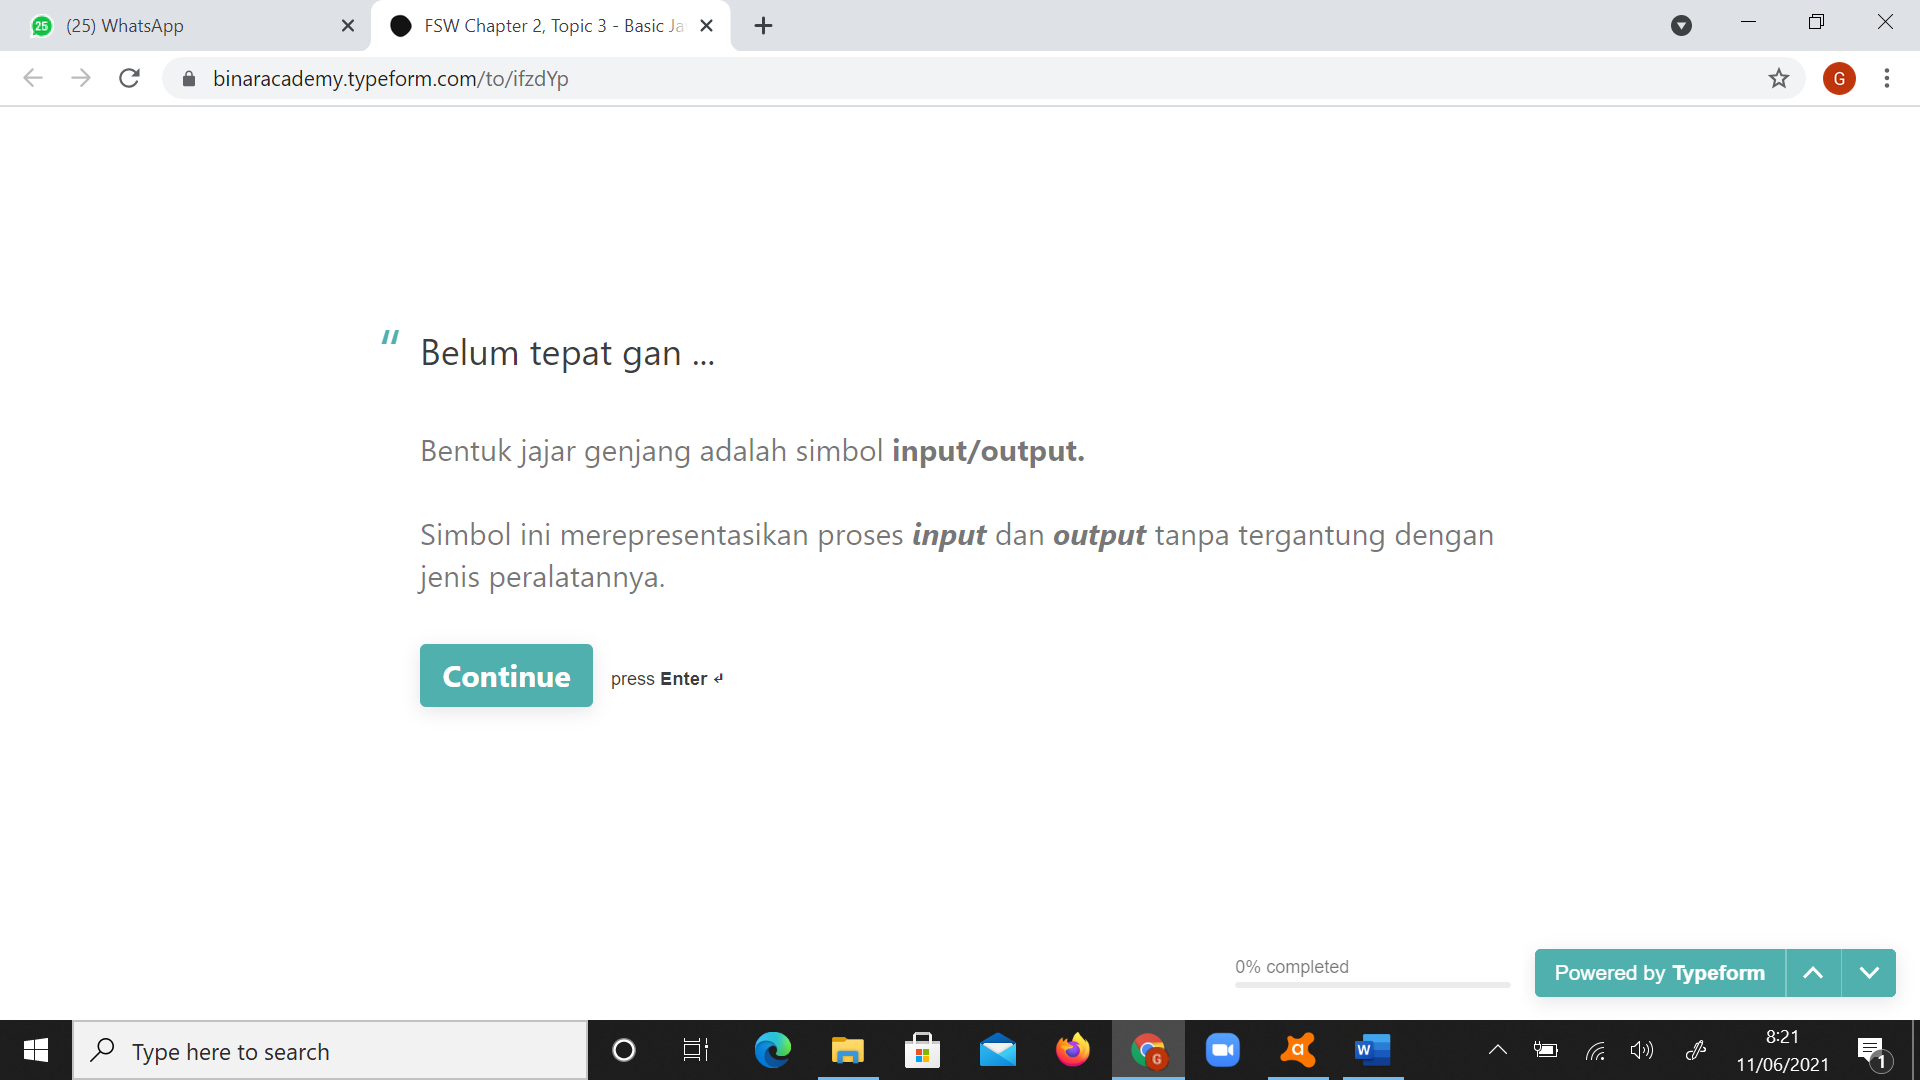 25
(25) WhatsApp
FSW Chapter 2, Topic 3 - Basic Ja
binaracademy.typeform.com/to/ifzdYp
G
" Belum tepat gan ...
Bentuk jajar genjang adalah simbol input/output.
Simbol ini merepresentasikan proses input dan output tanpa tergantung dengan
jenis peralatannya.
Continue press Enter ↵
0% completed
Powered by Typeform
Type here to search
G
a
W
8:21
11/06/2021
1